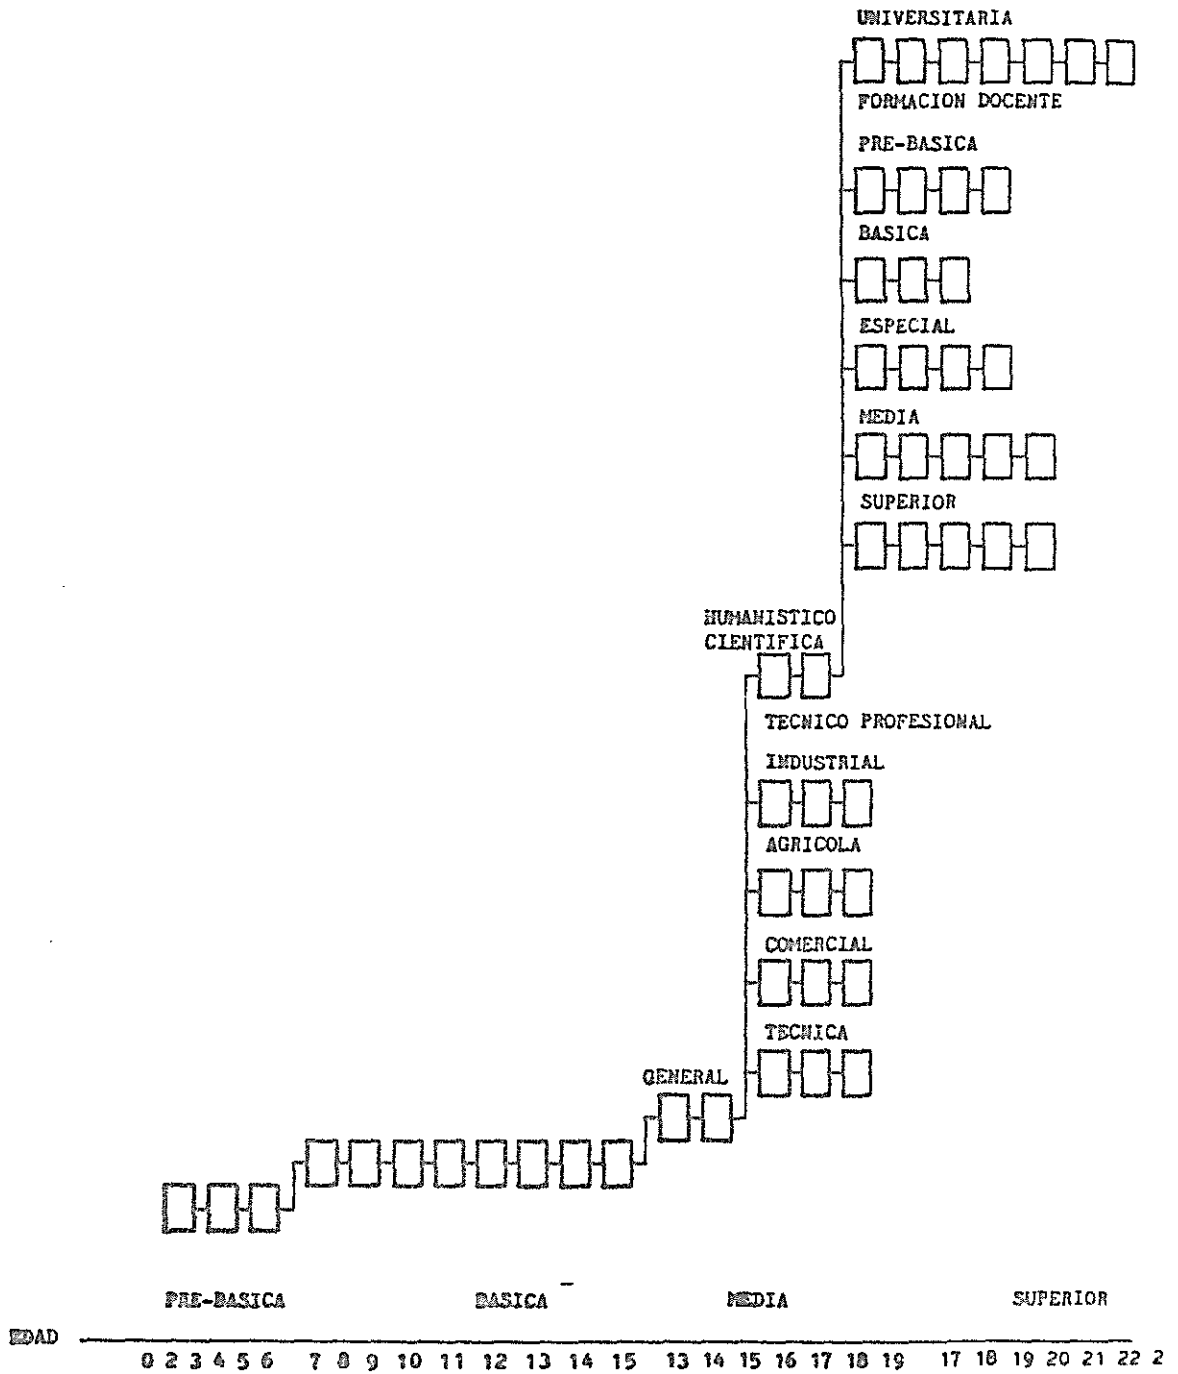 UNIVERSITARIA
FORMACION DOCENTE
PRE-BASICA
BASICA
ESPECIAL
MEDIA
SUPERIOR
HUMANISTICO
CIENTIFICA
TECNICO PROFESIONAL
INDUSTRIAL
AGRICOLA
COMERCIAL
TECNICA
GENERAL
PRE-BASICA BASICA MEDIA SUPERIOR
EDAD
0 2 3 4 5 6 7 8 9 10 11 12 13 14 15 13 14 15 16 17 18 19 17 18 19 20 21 22 2